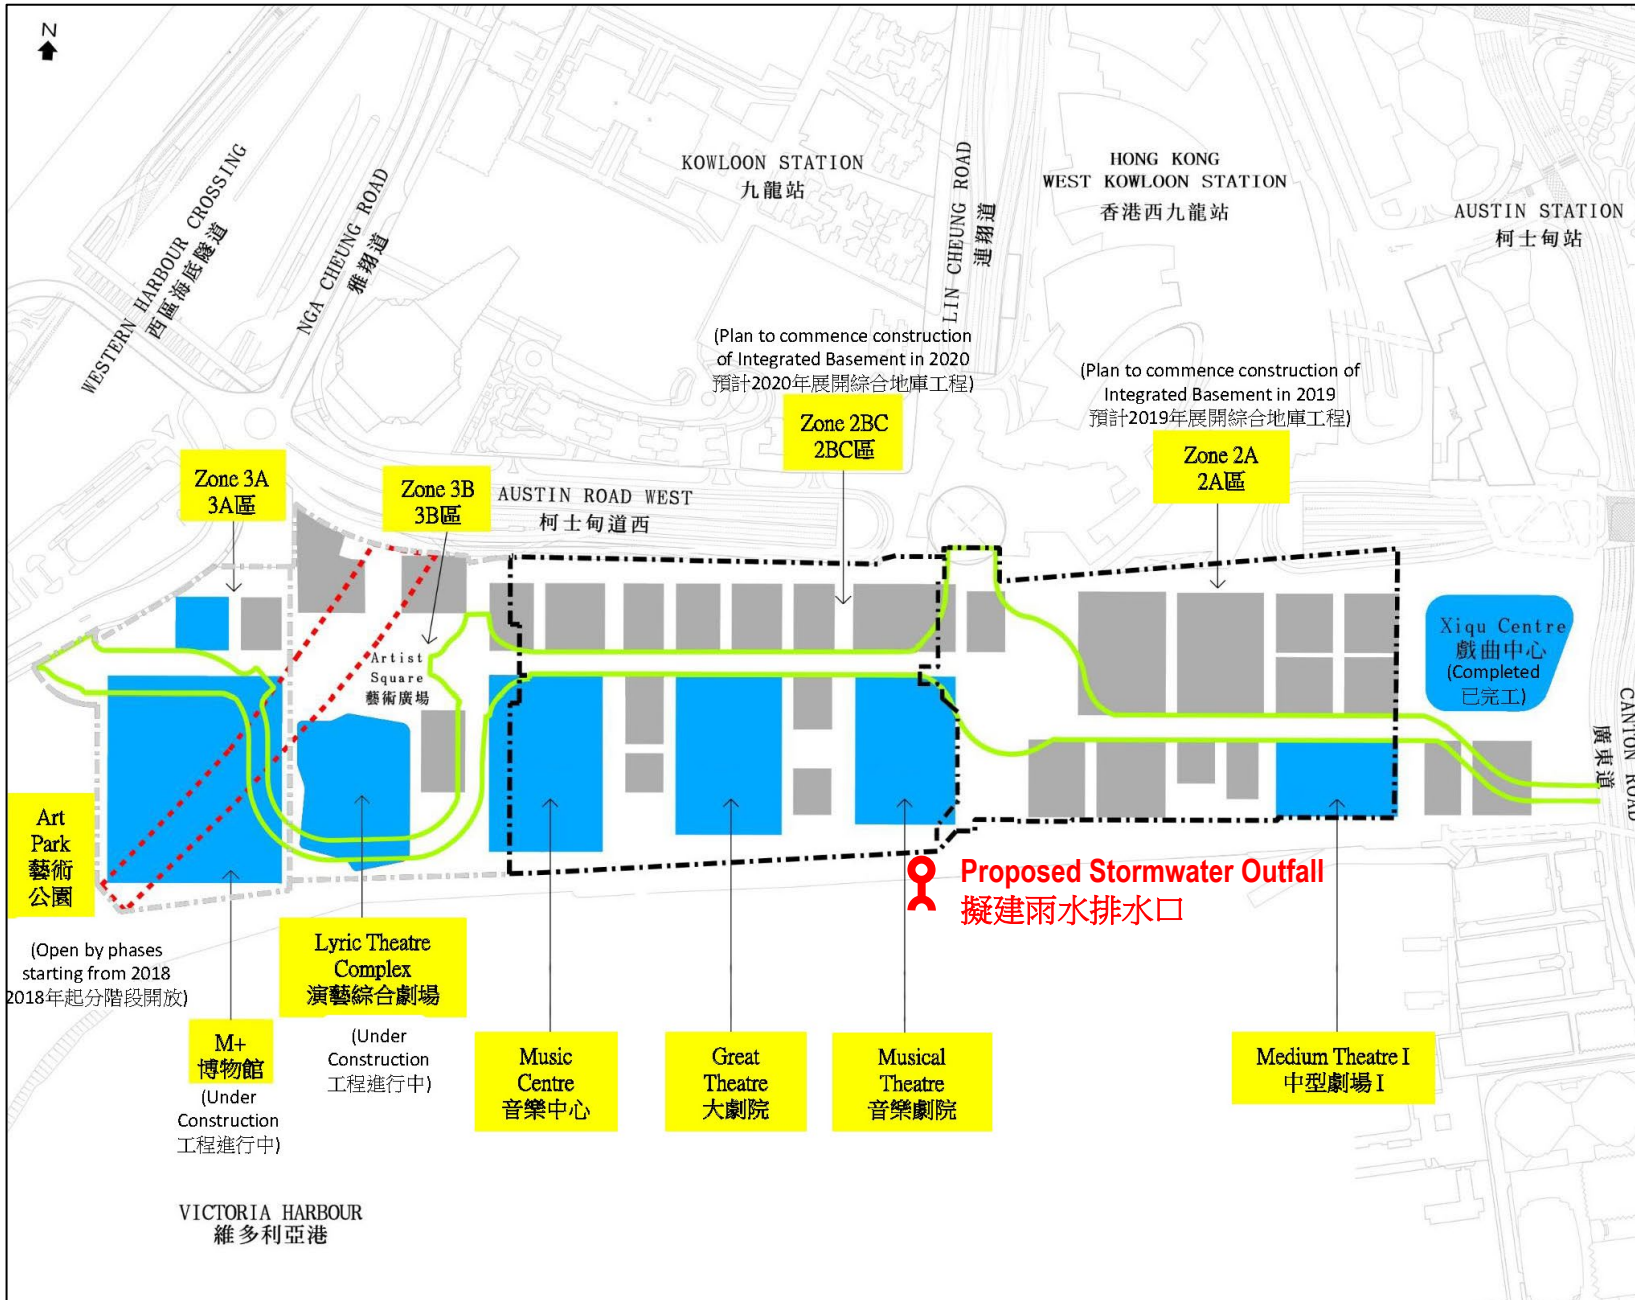 N
WESTERN HARBOUR CROSSING
西區海底隧道
NGA CHEUNG ROAD
雅翔道
KOWLOON STATION
九龍站
LIN CHEUNG ROAD
連翔道
HONG KONG
WEST KOWLOON STATION
香港西九龍站
AUSTIN STATION
柯士甸站
(Plan to commence construction
of Integrated Basement in 2020
預計2020年展開綜合地庫工程)
(Plan to commence construction of
Integrated Basement in 2019
預計2019年展開綜合地庫工程)
Zone 2BC
2BC區
Zone 2A
2A區
Zone 3A
3A區
Zone 3B
3B區
AUSTIN ROAD WEST
柯士甸道西
Artist
Square
藝術廣場
Xiqu Centre
戲曲中心
(Completed
已完工)
CANTON ROAD
廣東道
Art
Park
藝術
公園
(Open by phases
starting from 2018
2018年起分階段開放)
Proposed Stormwater Outfall
擬建雨水排水口
Lyric Theatre
Complex
演藝綜合劇場
(Under
Construction
工程進行中)
M+
博物館
(Under
Construction
工程進行中)
Music
Centre
音樂中心
Great
Theatre
大劇院
Musical
Theatre
音樂劇院
Medium Theatre I
中型劇場 I
VICTORIA HARBOUR
維多利亞港